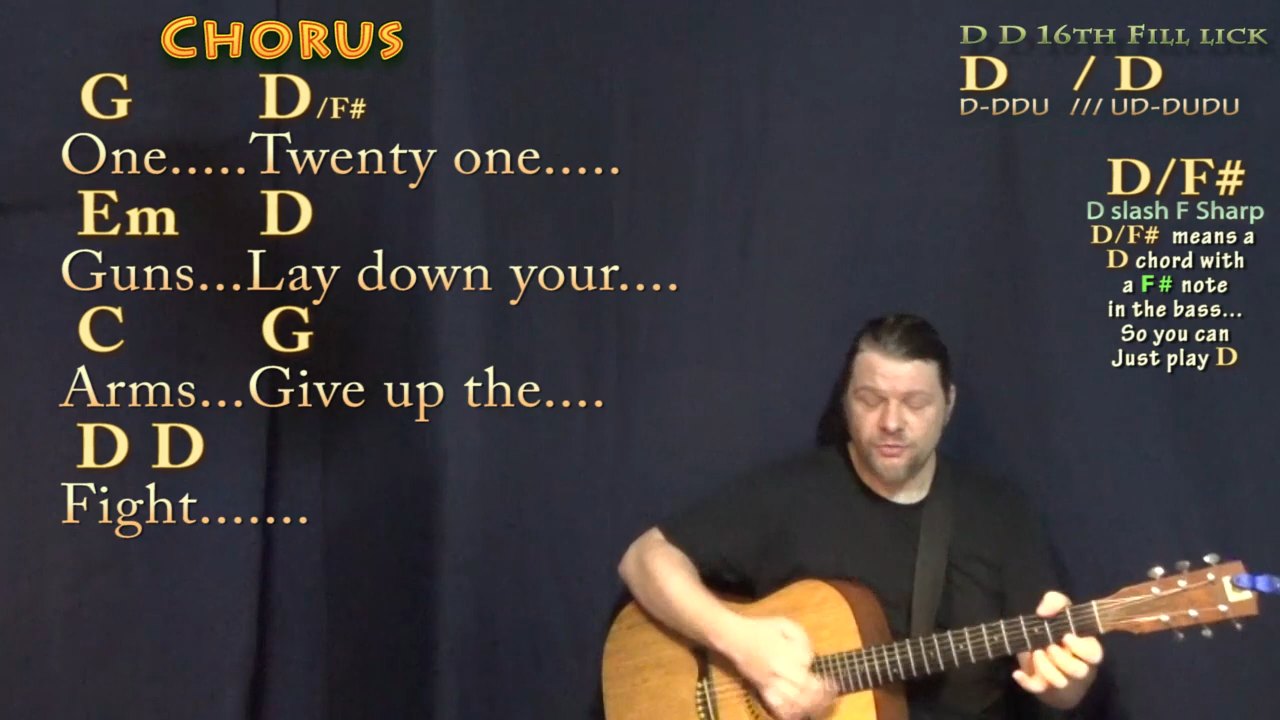 CHORUS
G D/F#
One.....Twenty one.....
Em D
Guns...Lay down your....
C G
Arms...Give up the....
D D
Fight.......
D D 16TH FILL LICK
D / D
D-DDU /// UD-DUDU
D/F#
D slash F Sharp
D/F# means a
D chord with
a F# note
in the bass...
So you can
Just play D